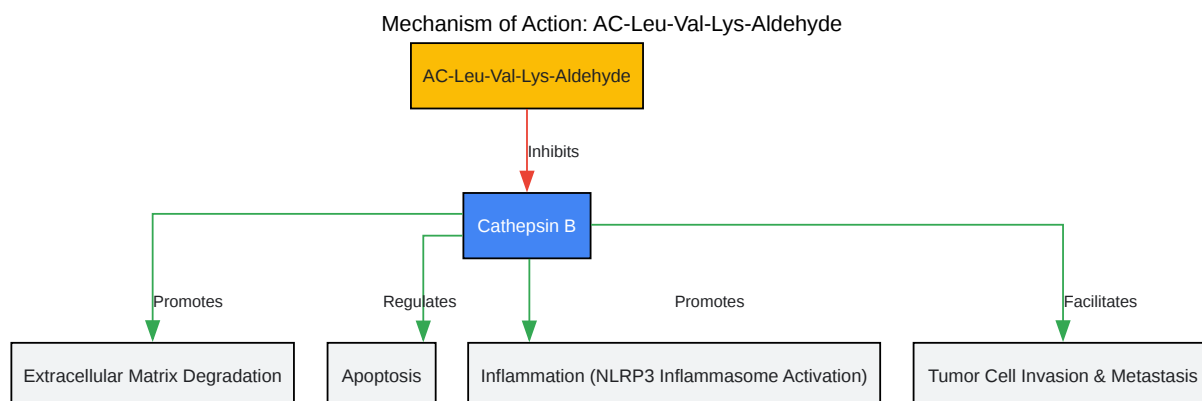 Mechanism of Action: AC-Leu-Val-Lys-Aldehyde
AC-Leu-Val-Lys-Aldehyde
Inhibits
Cathepsin B
Promotes
Regulates
Promotes
Facilitates
Extracellular Matrix Degradation
Apoptosis
Inflammation (NLRP3 Inflammasome Activation)
Tumor Cell Invasion & Metastasis